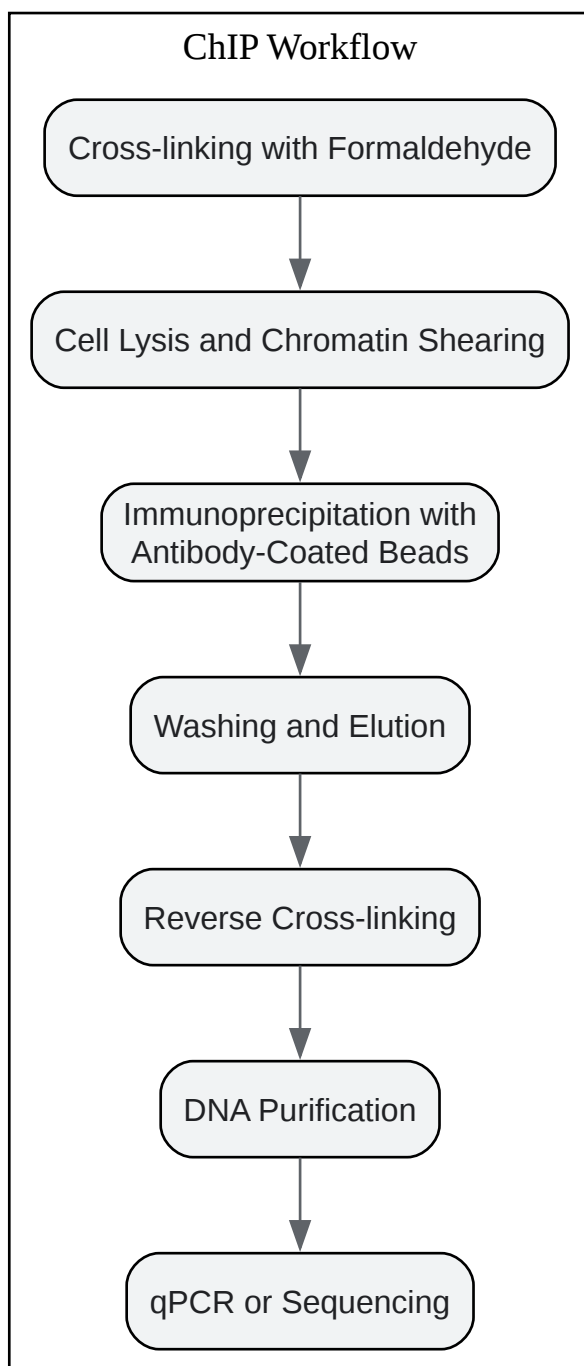 ChIP Workflow
Cross-linking with Formaldehyde
Cell Lysis and Chromatin Shearing
Immunoprecipitation with
Antibody-Coated Beads
Washing and Elution
Reverse Cross-linking
DNA Purification
qPCR or Sequencing